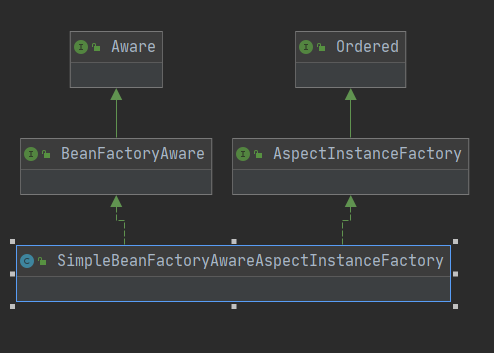 I Aware
I Ordered
I BeanFactoryAware
I AspectInstanceFactory
C SimpleBeanFactoryAwareAspectInstanceFactory